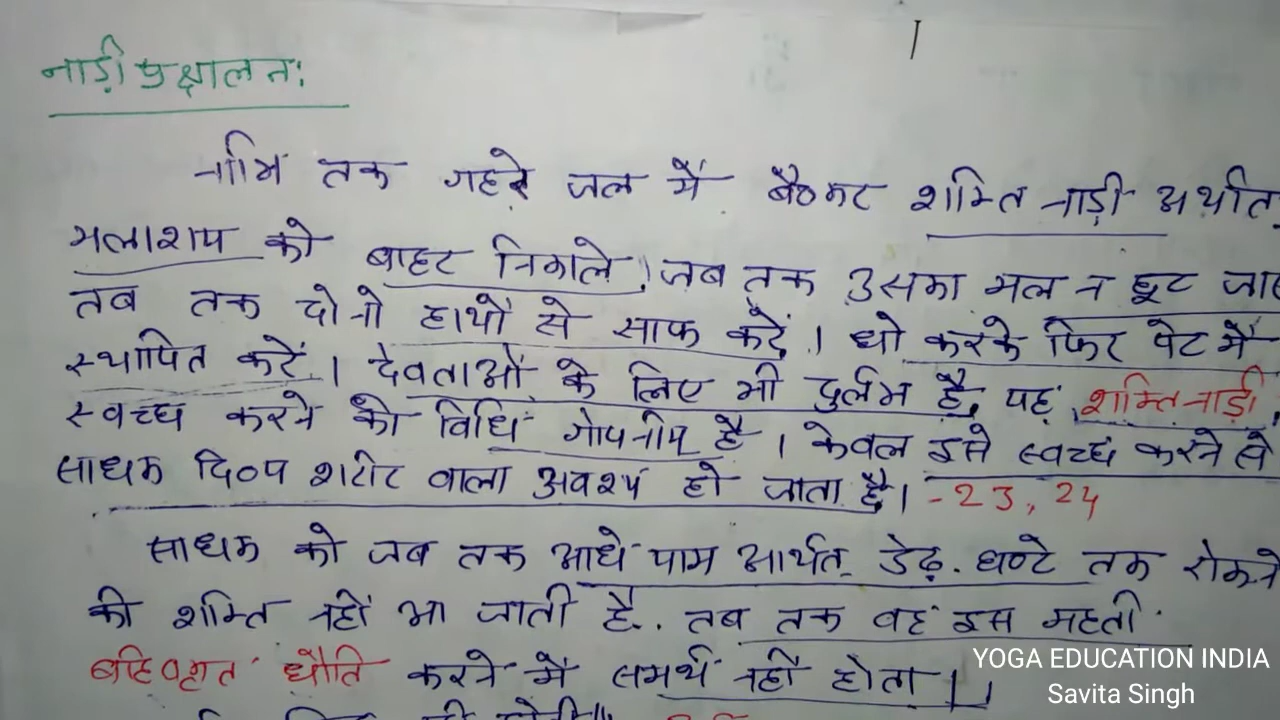 नाड़ी प्रक्षालन:
नाभि तक गहरे जल में बैठकर शक्ति नाड़ी अर्थात
मलाशय को बाहर निकाले। जब तक उसका मल न छूट जाए
तब तक दोनो हाथों से साफ करें। धो करके फिर पेट में
स्थापित करें। देवताओं के लिए भी दुर्लभ है, यह शक्तिनाड़ी
स्वच्छ करने की विधि गोपनीय है। केवल इसे स्वच्छ करने से
साधक दिव्य शरीर वाला अवश्य हो जाता है। -23, 24
साधक को जब तक आधे याम अर्थात डेढ़ घण्टे तक रोकने
की शक्ति नहीं आ जाती है. तब तक वह इस महती
धौति करने में समर्थ नहीं होता।।
YOGA EDUCATION INDIA
Savita Singh